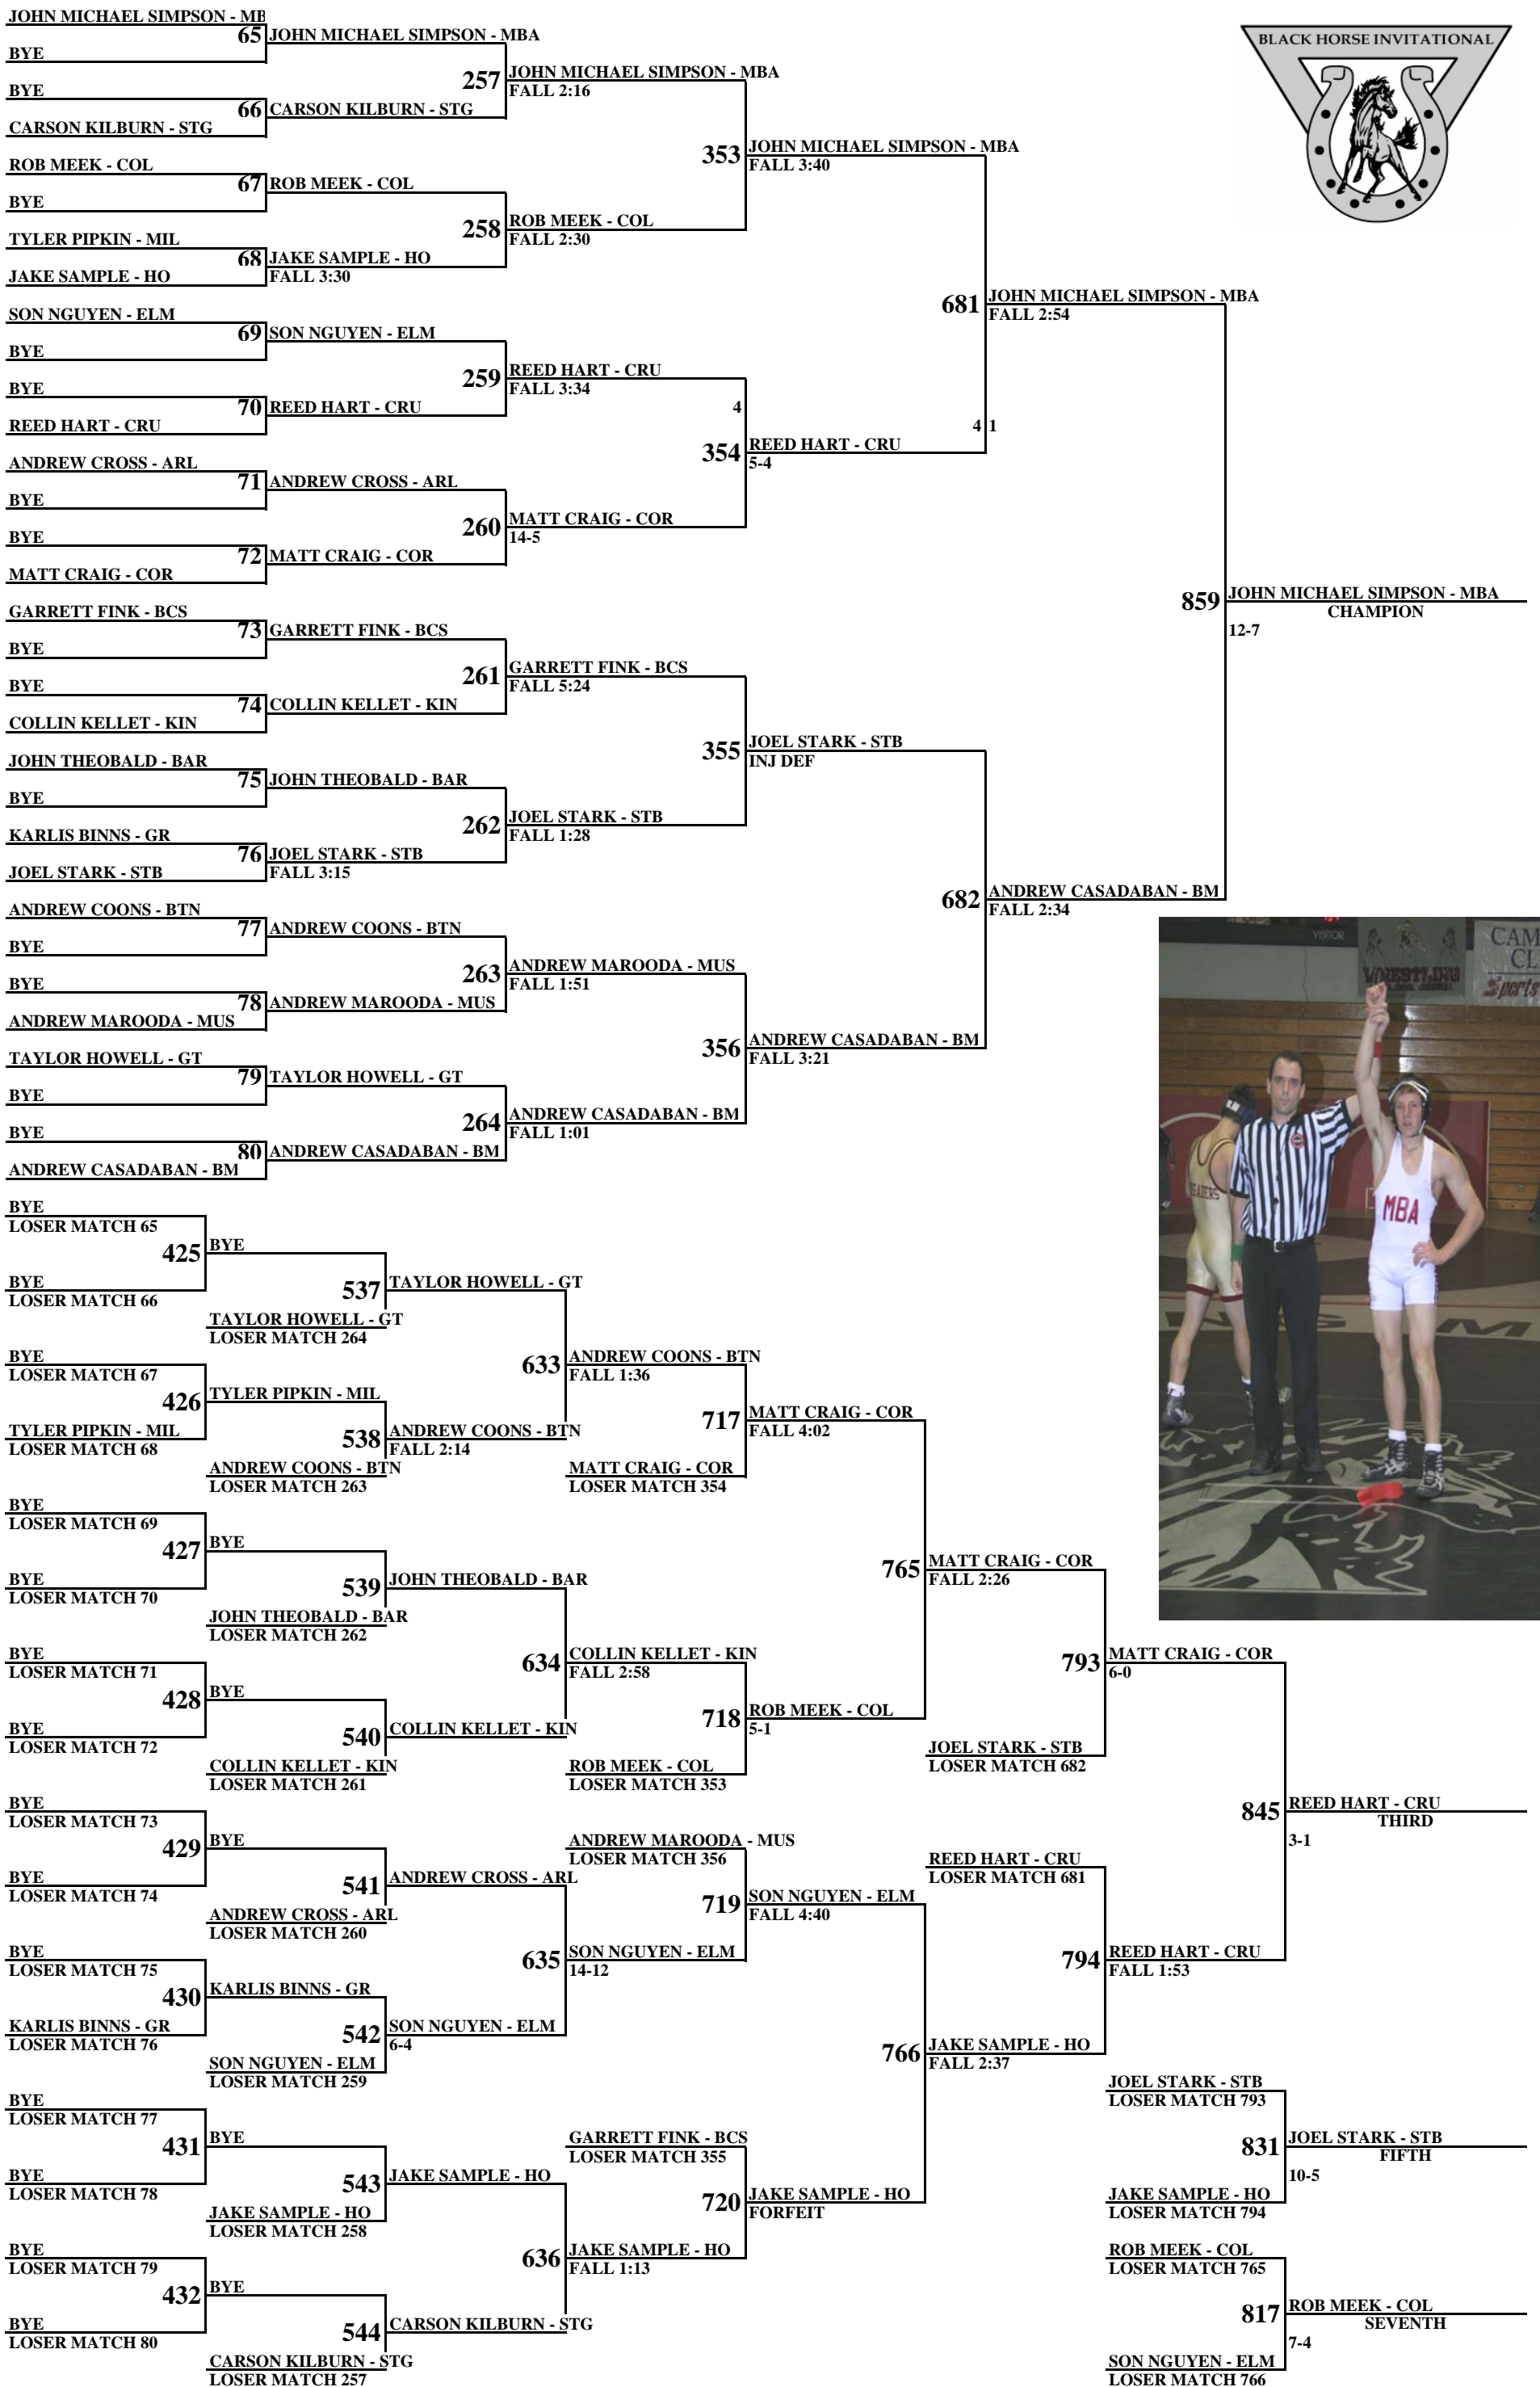 JOHN MICHAEL SIMPSON - MB
65 JOHN MICHAEL SIMPSON - MBA
BYE
257 JOHN MICHAEL SIMPSON - MBA
FALL 2:16
BYE
66 CARSON KILBURN - STG
CARSON KILBURN - STG
353 JOHN MICHAEL SIMPSON - MBA
FALL 3:40
ROB MEEK - COL
67 ROB MEEK - COL
BYE
258 ROB MEEK - COL
FALL 2:30
TYLER PIPKIN - MIL
68 JAKE SAMPLE - HO
JAKE SAMPLE - HO
FALL 3:30
681 JOHN MICHAEL SIMPSON - MBA
FALL 2:54
SON NGUYEN - ELM
69 SON NGUYEN - ELM
BYE
259 REED HART - CRU
FALL 3:34
BYE
70 REED HART - CRU
REED HART - CRU
4
4 1
354 REED HART - CRU
5-4
ANDREW CROSS - ARL
71 ANDREW CROSS - ARL
BYE
260 MATT CRAIG - COR
14-5
BYE
72 MATT CRAIG - COR
MATT CRAIG - COR
859 JOHN MICHAEL SIMPSON - MBA
CHAMPION
12-7
GARRETT FINK - BCS
73 GARRETT FINK - BCS
BYE
261 GARRETT FINK - BCS
FALL 5:24
BYE
74 COLLIN KELLET - KIN
COLLIN KELLET - KIN
355 JOEL STARK - STB
INJ DEF
JOHN THEOBALD - BAR
75 JOHN THEOBALD - BAR
BYE
262 JOEL STARK - STB
FALL 1:28
KARLIS BINNS - GR
76 JOEL STARK - STB
JOEL STARK - STB
FALL 3:15
682 ANDREW CASADABAN - BM
FALL 2:34
ANDREW COONS - BTN
77 ANDREW COONS - BTN
BYE
263 ANDREW MAROODA - MUS
FALL 1:51
BYE
78 ANDREW MAROODA - MUS
ANDREW MAROODA - MUS
356 ANDREW CASADABAN - BM
FALL 3:21
TAYLOR HOWELL - GT
79 TAYLOR HOWELL - GT
BYE
264 ANDREW CASADABAN - BM
FALL 1:01
BYE
80 ANDREW CASADABAN - BM
ANDREW CASADABAN - BM
BYE
LOSER MATCH 65
425 BYE
BYE
LOSER MATCH 66
537 TAYLOR HOWELL - GT
TAYLOR HOWELL - GT
LOSER MATCH 264
633 ANDREW COONS - BTN
FALL 1:36
BYE
LOSER MATCH 67
426 TYLER PIPKIN - MIL
TYLER PIPKIN - MIL
LOSER MATCH 68
538 ANDREW COONS - BTN
FALL 2:14
ANDREW COONS - BTN
LOSER MATCH 263
717 MATT CRAIG - COR
FALL 4:02
MATT CRAIG - COR
LOSER MATCH 354
BYE
LOSER MATCH 69
427 BYE
BYE
LOSER MATCH 70
539 JOHN THEOBALD - BAR
JOHN THEOBALD - BAR
LOSER MATCH 262
765 MATT CRAIG - COR
FALL 2:26
BYE
LOSER MATCH 71
428 BYE
BYE
LOSER MATCH 72
634 COLLIN KELLET - KIN
FALL 2:58
540 COLLIN KELLET - KIN
COLLIN KELLET - KIN
LOSER MATCH 261
718 ROB MEEK - COL
5-1
ROB MEEK - COL
LOSER MATCH 353
793 MATT CRAIG - COR
6-0
JOEL STARK - STB
LOSER MATCH 682
845 REED HART - CRU
THIRD
3-1
BYE
LOSER MATCH 73
429 BYE
BYE
LOSER MATCH 74
541 ANDREW CROSS - ARL
ANDREW CROSS - ARL
LOSER MATCH 260
ANDREW MAROODA - MUS
LOSER MATCH 356
719 SON NGUYEN - ELM
FALL 4:40
REED HART - CRU
LOSER MATCH 681
BYE
LOSER MATCH 75
430 KARLIS BINNS - GR
KARLIS BINNS - GR
LOSER MATCH 76
635 SON NGUYEN - ELM
14-12
542 SON NGUYEN - ELM
6-4
SON NGUYEN - ELM
LOSER MATCH 259
794 REED HART - CRU
FALL 1:53
766 JAKE SAMPLE - HO
FALL 2:37
BYE
LOSER MATCH 77
431 BYE
BYE
LOSER MATCH 78
543 JAKE SAMPLE - HO
JAKE SAMPLE - HO
LOSER MATCH 258
GARRETT FINK - BCS
LOSER MATCH 355
720 JAKE SAMPLE - HO
FORFEIT
JOEL STARK - STB
LOSER MATCH 793
831 JOEL STARK - STB
FIFTH
10-5
JAKE SAMPLE - HO
LOSER MATCH 794
BYE
LOSER MATCH 79
432 BYE
BYE
LOSER MATCH 80
636 JAKE SAMPLE - HO
FALL 1:13
544 CARSON KILBURN - STG
CARSON KILBURN - STG
LOSER MATCH 257
ROB MEEK - COL
LOSER MATCH 765
817 ROB MEEK - COL
SEVENTH
7-4
SON NGUYEN - ELM
LOSER MATCH 766
BLACK HORSE INVITATIONAL
VISITOR
WRESTLING
CAM
CL
Sports
MBA